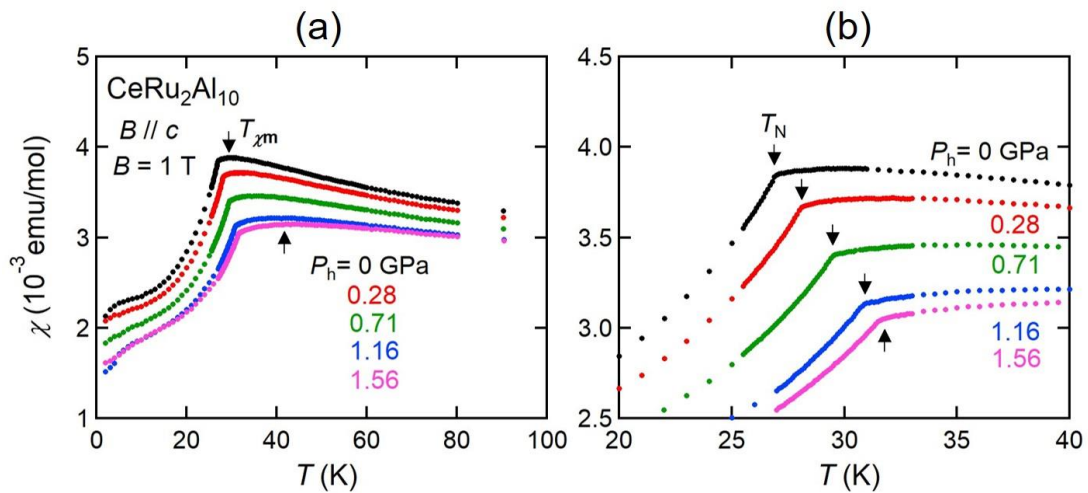 (a)
(b)
5
4
3
2
1
χ (10⁻³ emu/mol)
CeRu₂Al₁₀
B // c
B = 1 T
T_χm
P_h= 0 GPa
0.28
0.71
1.16
1.56
0
20
40
60
80
100
T (K)
4.5
4.0
3.5
3.0
2.5
T_N
P_h= 0 GPa
0.28
0.71
1.16
1.56
20
25
30
35
40
T (K)